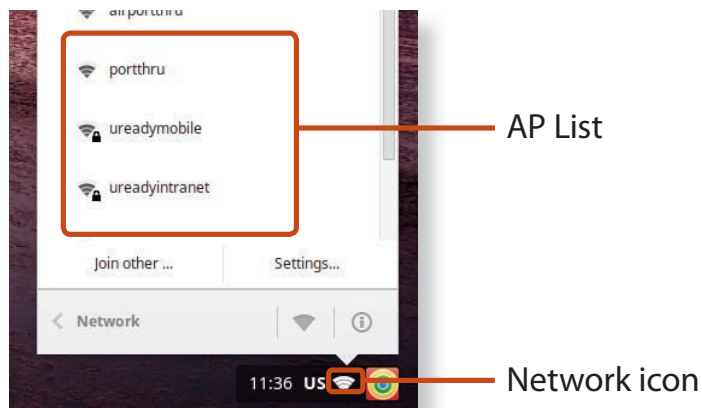 airportthru
portthru
AP List
ureadymobile
ureadyintranet
Join other ...
Settings...
Network
11:36 US
Network icon